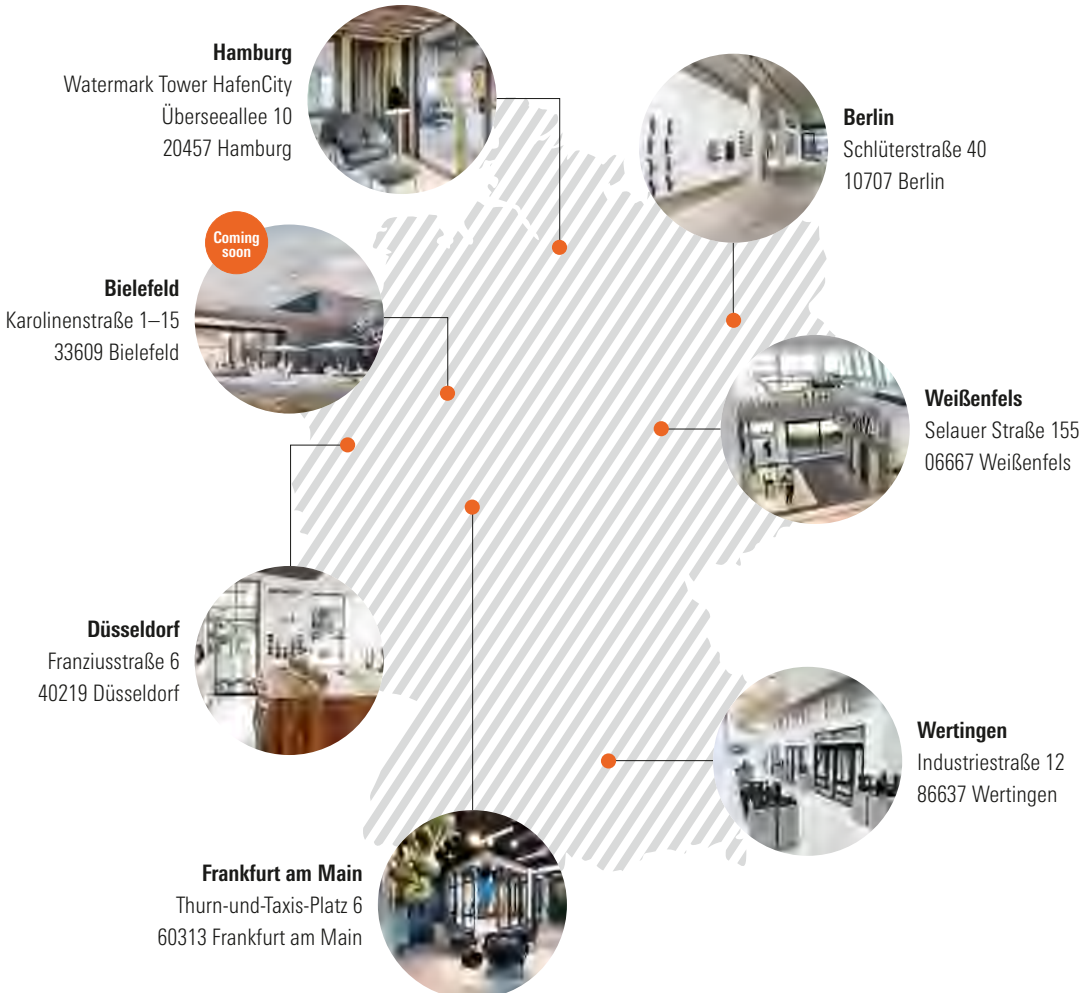 Hamburg
Watermark Tower HafenCity
Überseeallee 10
20457 Hamburg
Berlin
Schlüterstraße 40
10707 Berlin
Coming
soon
Bielefeld
Karolinenstraße 1–15
33609 Bielefeld
Weißenfels
Selauer Straße 155
06667 Weißenfels
Düsseldorf
Franziusstraße 6
40219 Düsseldorf
Wertingen
Industriestraße 12
86637 Wertingen
Frankfurt am Main
Thurn-und-Taxis-Platz 6
60313 Frankfurt am Main